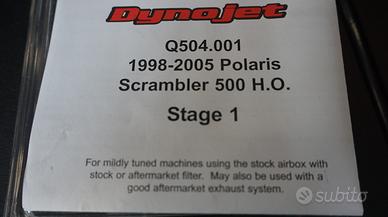 Dynojet
Q504.001
1998-2005 Polaris
Scrambler 500 H.O.
Stage 1
For mildly tuned machines using the stock airbox with
stock or aftermarket filter. May also be used with a
good aftermarket exhaust system.
subito